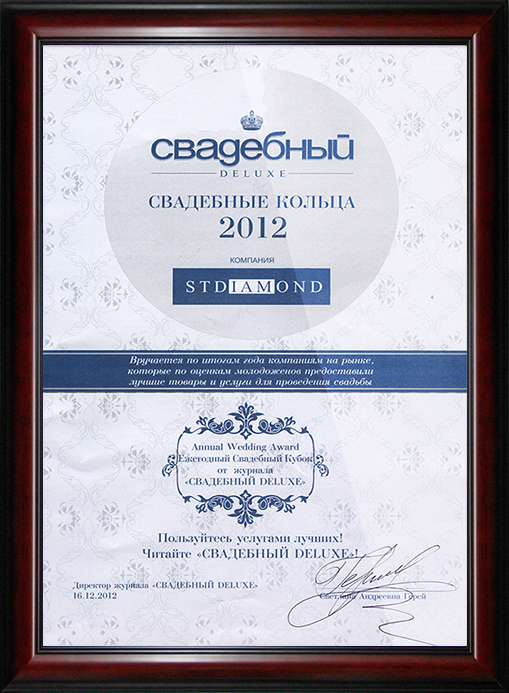 свадебный
DELUXE
СВАДЕБНЫЕ КОЛЬЦА
2012
КОМПАНИЯ
STDIAMOND
Вручается по итогам года компаниям на рынке,
которые по оценкам молодоженов предоставили
лучшие товары и услуги для проведения свадьбы
Annual Wedding Award
Ежегодный Свадебный Кубок
от журнала
«СВАДЕБНЫЙ DELUXE»
Пользуйтесь услугами лучших!
Читайте «СВАДЕБНЫЙ DELUXE»!
Директор журнала «СВАДЕБНЫЙ DELUXE»
16.12.2012
Светлана Андреевна Герей